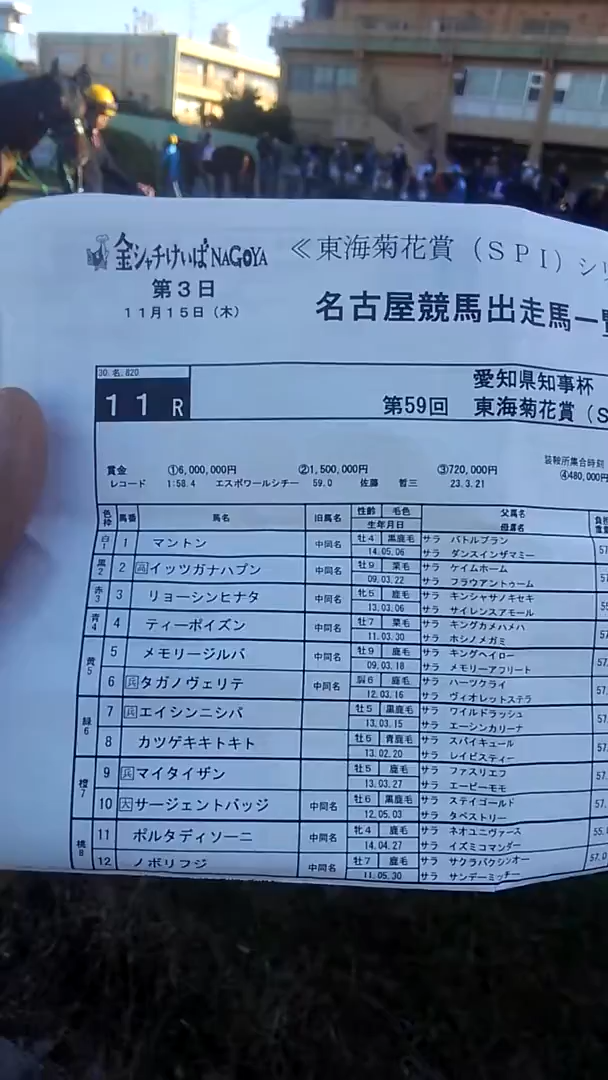 金シャチけいば NAGOYA
≪東海菊花賞(SPI)シリ
第3日
11月15日(木)
名古屋競馬出走馬一覧
30.名.820
11R
愛知県知事杯
第59回 東海菊花賞(S
装鞍所集合時刻
賞金 ①6,000,000円 ②1,500,000円 ③720,000円 ④480,000円
レコード 1:58.4 エスポワールシチー 59.0 佐藤 哲三 23.3.21
色枠 馬番 馬名 旧馬名 性齢 毛色 父馬名
生年月日 母馬名
白1 1 マントン 中同名 牡4 黒鹿毛 サラ バトルプラン
14.05.06 サラ ダンスインザマミー
黒2 2 高イッツガナハプン 中同名 牡9 栗毛 サラ ケイムホーム
09.03.22 サラ フラウアントゥーム
赤3 3 リョーシンヒナタ 中同名 牝5 鹿毛 サラ キンシャサノキセキ
13.03.06 サラ サイレンスアモール
青4 4 ティーポイズン 中同名 牡7 栗毛 サラ キングカメハメハ
11.03.30 サラ ホシノメガミ
黄5 5 メモリージルバ 中同名 牡9 鹿毛 サラ キングヘイロー
09.03.18 サラ メモリーアフリート
6 兵タガノヴェリテ 中同名 騸6 鹿毛 サラ ハーツクライ
12.03.16 サラ ヴィオレットステラ
緑6 7 兵エイシンニシパ 牡5 黒鹿毛 サラ ワイルドラッシュ
13.03.15 サラ エーシンカリーナ
8 カツゲキキトキト 牡5 青鹿毛 サラ スパイキュール
13.02.20 サラ レイビスティー
橙7 9 兵マイタイザン 牡5 鹿毛 サラ ファスリエフ
13.03.27 サラ エービーモモ
10 大サージェントバッジ 中同名 牡6 黒鹿毛 サラ ステイゴールド
12.05.03 サラ タペストリー
桃8 11 ポルタディソーニ 中同名 牝4 鹿毛 サラ ネオユニヴァース
14.04.27 サラ イズミコマンダー
12 ノボリフジ 中同名 牡7 鹿毛 サラ サクラバクシンオー
11.05.30 サラ サンデーミッチー